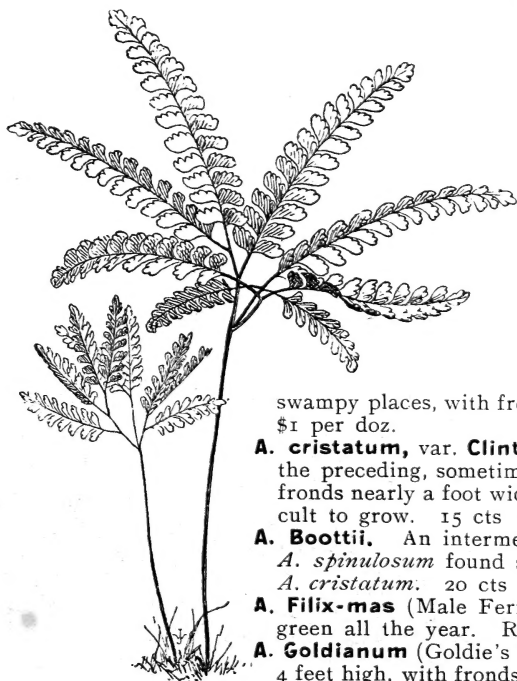 swampy places, with fre
$1 per doz.
A. cristatum, var. Clint
the preceding, sometim
fronds nearly a foot wid
cult to grow. 15 cts
A. Boottii. An interme
A. spinulosum found s
A. cristatum. 20 cts
A. Filix-mas (Male Fer
green all the year. R
A. Goldianum (Goldie's
4 feet high, with fronds